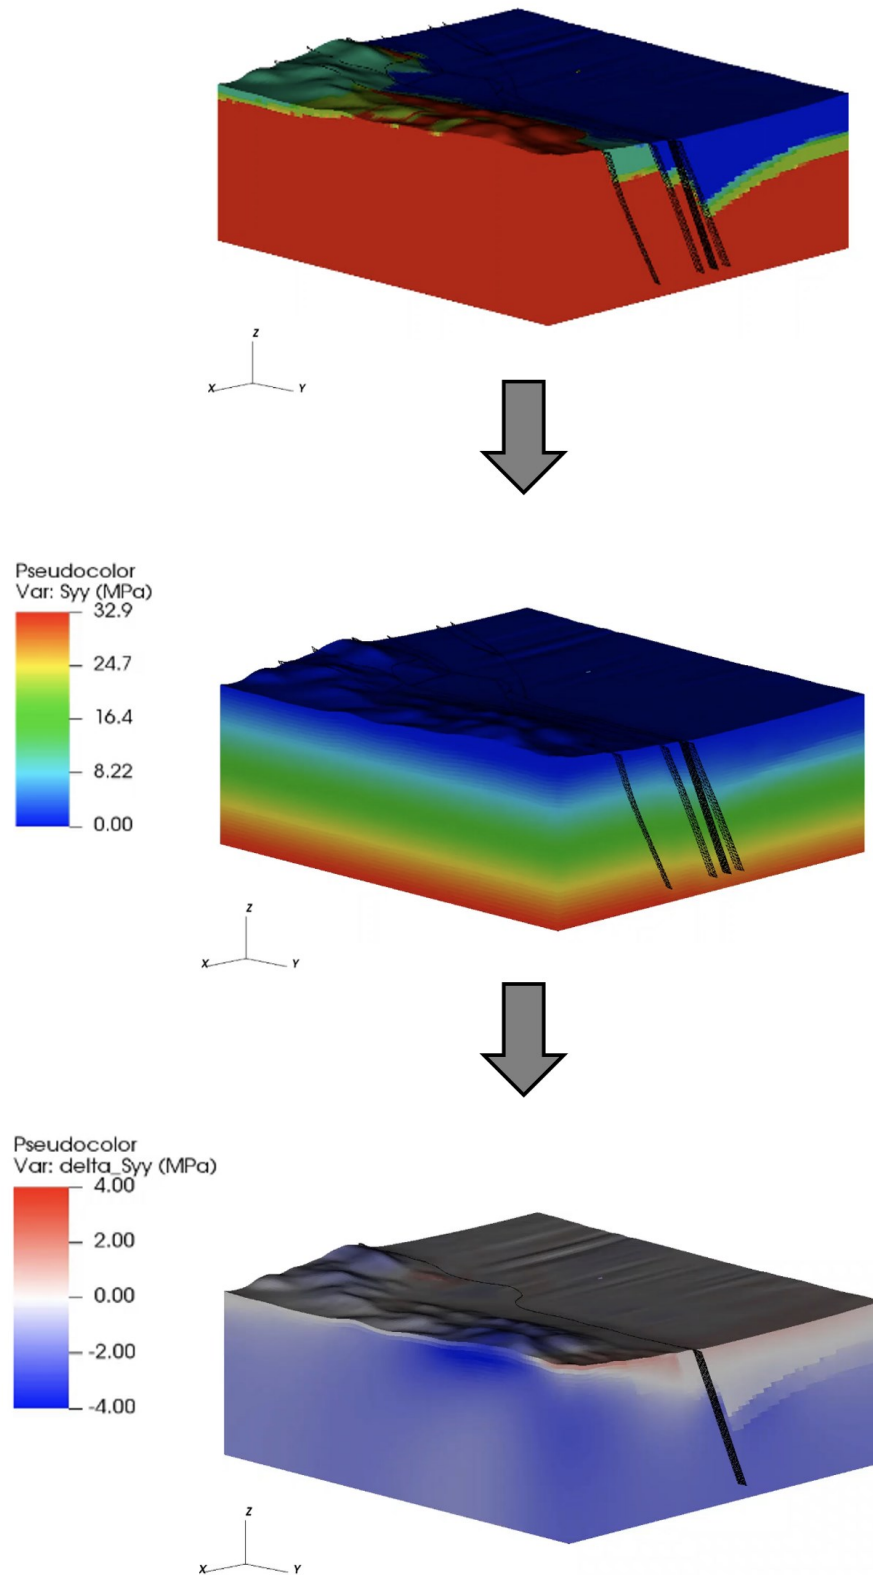 Z
X
Y
Pseudocolor
Var: Syy (MPa)
32.9
24.7
16.4
8.22
0.00
Z
X
Y
Pseudocolor
Var: delta_Syy (MPa)
4.00
2.00
0.00
-2.00
-4.00
Z
X
Y